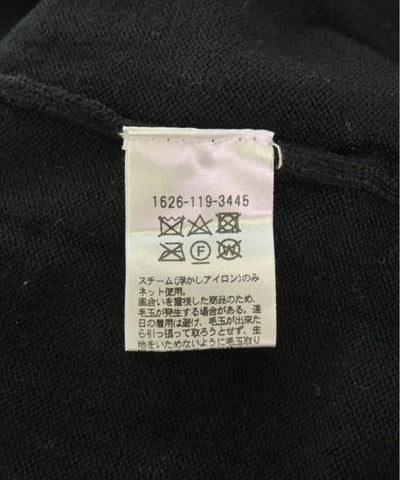 1626-119-3445
F W
スチーム(浮かしアイロン)のみ
ネット使用。
風合いを重視した商品のため、
毛玉が発生する場合がある。連
日の着用は避け、毛玉が出来た
ら引っ張って取ろうとせず、生
地をいためないように毛玉取り